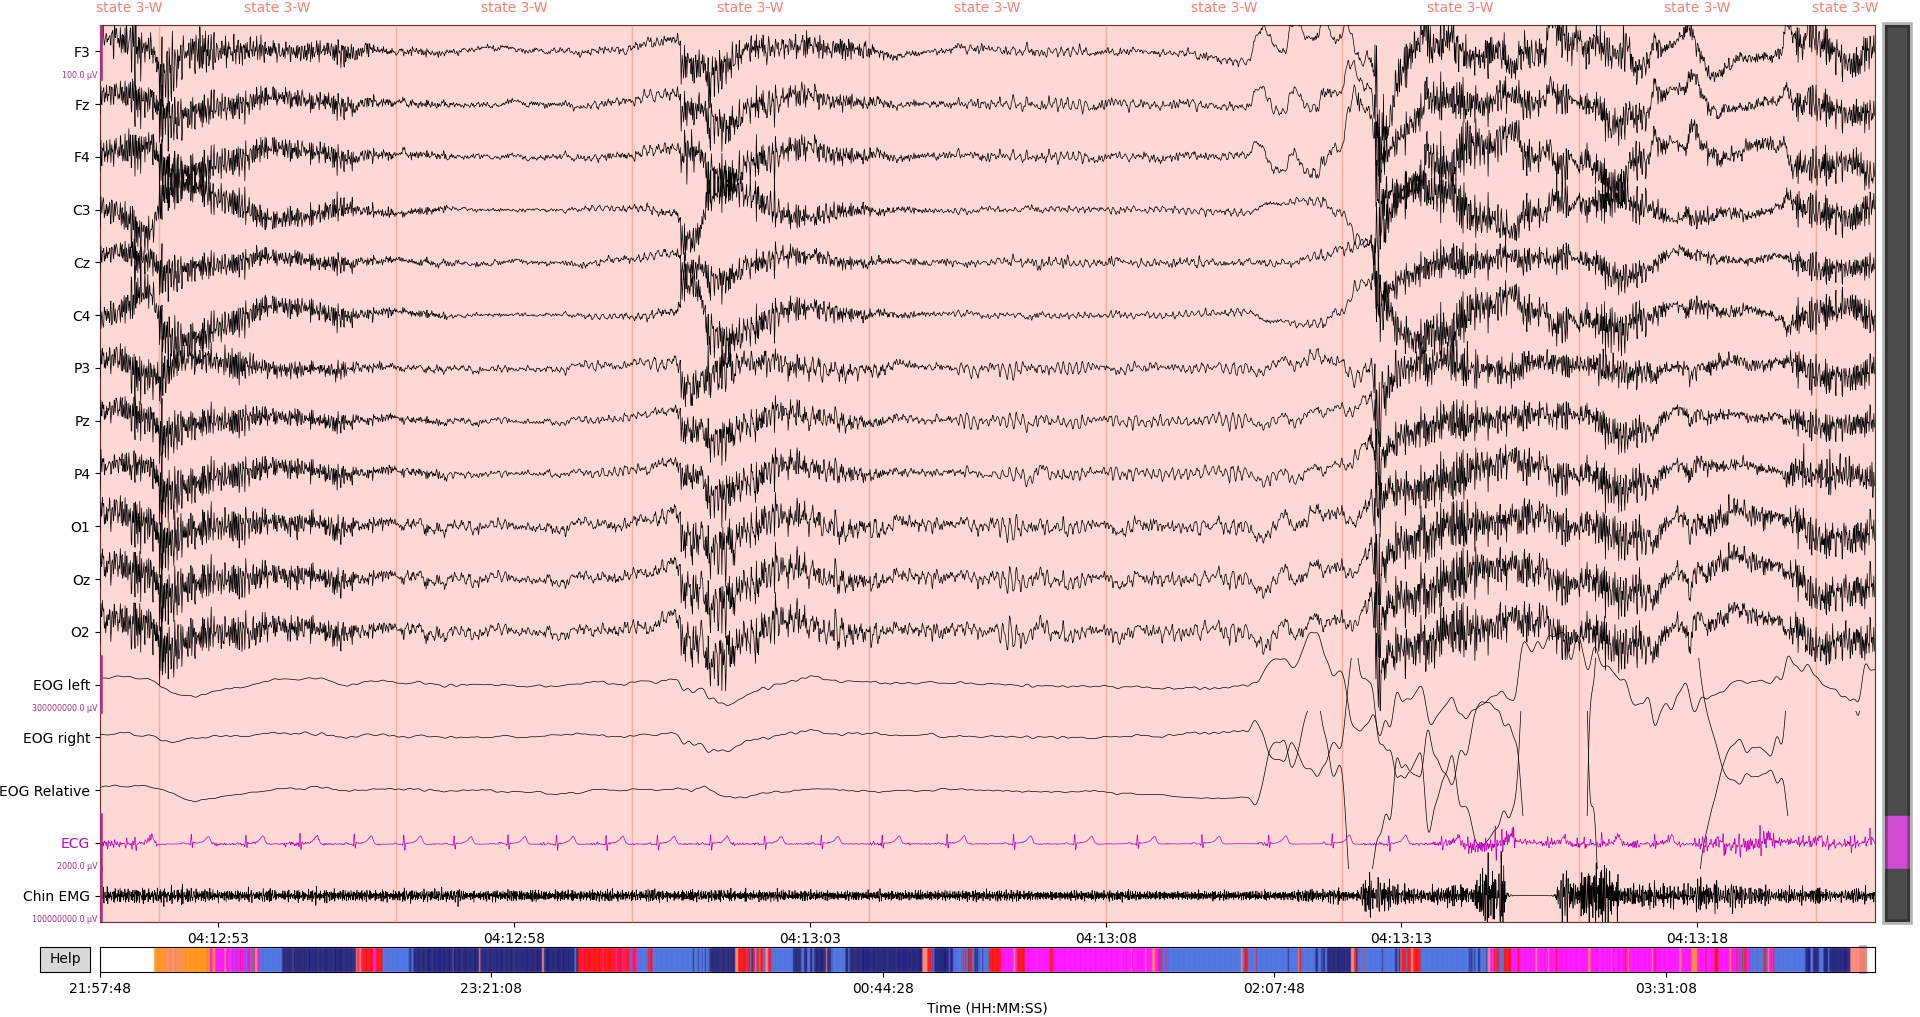 state 3-W state 3-W state 3-W state 3-W state 3-W state 3-W state 3-W state 3-W state 3-W
F3
100.0 µV
Fz
F4
C3
Cz
C4
P3
Pz
P4
O1
Oz
O2
EOG left
300000000.0 µV
EOG right
EOG Relative
ECG
2000.0 µV
Chin EMG
100000000.0 µV
04:12:53 04:12:58 04:13:03 04:13:08 04:13:13 04:13:18
Help
21:57:48 23:21:08 00:44:28 02:07:48 03:31:08
Time (HH:MM:SS)